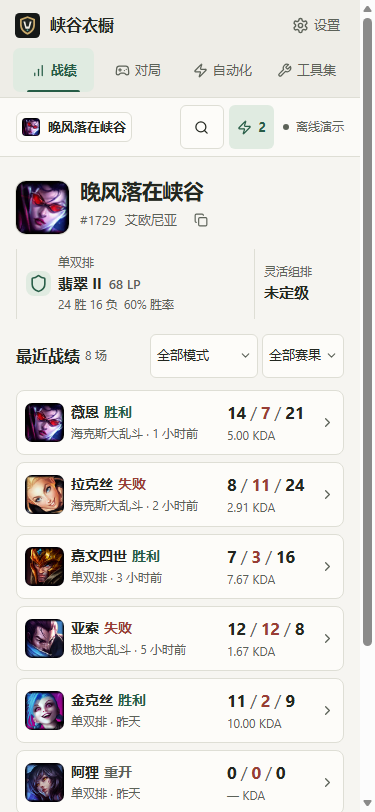 峡谷衣橱
设置
战绩
对局
自动化
工具集
晚风落在峡谷
2
离线演示
晚风落在峡谷
#1729 艾欧尼亚
单双排
翡翠 II 68 LP
24 胜 16 负 60% 胜率
灵活组排
未定级
最近战绩 8 场
全部模式
全部赛果
薇恩 胜利
海克斯大乱斗 · 1 小时前
14 / 7 / 21
5.00 KDA
拉克丝 失败
海克斯大乱斗 · 2 小时前
8 / 11 / 24
2.91 KDA
嘉文四世 胜利
单双排 · 3 小时前
7 / 3 / 16
7.67 KDA
亚索 失败
极地大乱斗 · 5 小时前
12 / 12 / 8
1.67 KDA
金克丝 胜利
单双排 · 昨天
11 / 2 / 9
10.00 KDA
阿狸 重开
单双排 · 昨天
0 / 0 / 0
— KDA